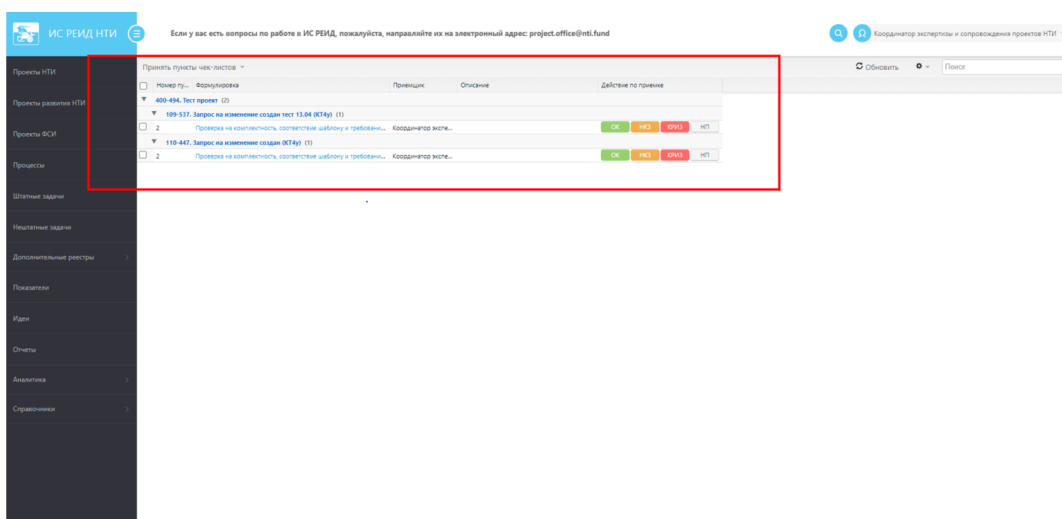 ИС РЕИД НТИ
Если у вас есть вопросы по работе в ИС РЕИД, пожалуйста, направляйте их на электронный адрес: project.office@nti.fund
Координатор экспертизы и сопровождения проектов НТИ
Принять пункты чек-листов
Обновить
Поиск
Номер пу... Формулировка Приемщик Описание Действие по приемке
400-494. Тест проект (2)
109-537. Запрос на изменение создан тест 13.04 (КТ4у) (1)
2 Проверка на комплектность, соответствие шаблону и требовани... Координатор экспе... ОК НКЗ КРИЗ НП
110-447. Запрос на изменение создан (КТ4у) (1)
2 Проверка на комплектность, соответствие шаблону и требовани... Координатор экспе... ОК НКЗ КРИЗ НП
Проекты НТИ
Проекты развития НТИ
Проекты ФСИ
Процессы
Штатные задачи
Нештатные задачи
Дополнительные реестры
Показатели
Идеи
Отчеты
Аналитика
Справочники